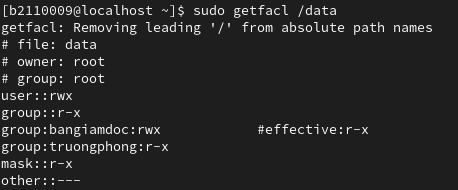 [b2110009@localhost ~]$ sudo getfacl /data
getfacl: Removing leading '/' from absolute path names
# file: data
# owner: root
# group: root
user::rwx
group::r-x
group:bangiamdoc:rwx            #effective:r-x
group:truongphong:r-x
mask::r-x
other::---